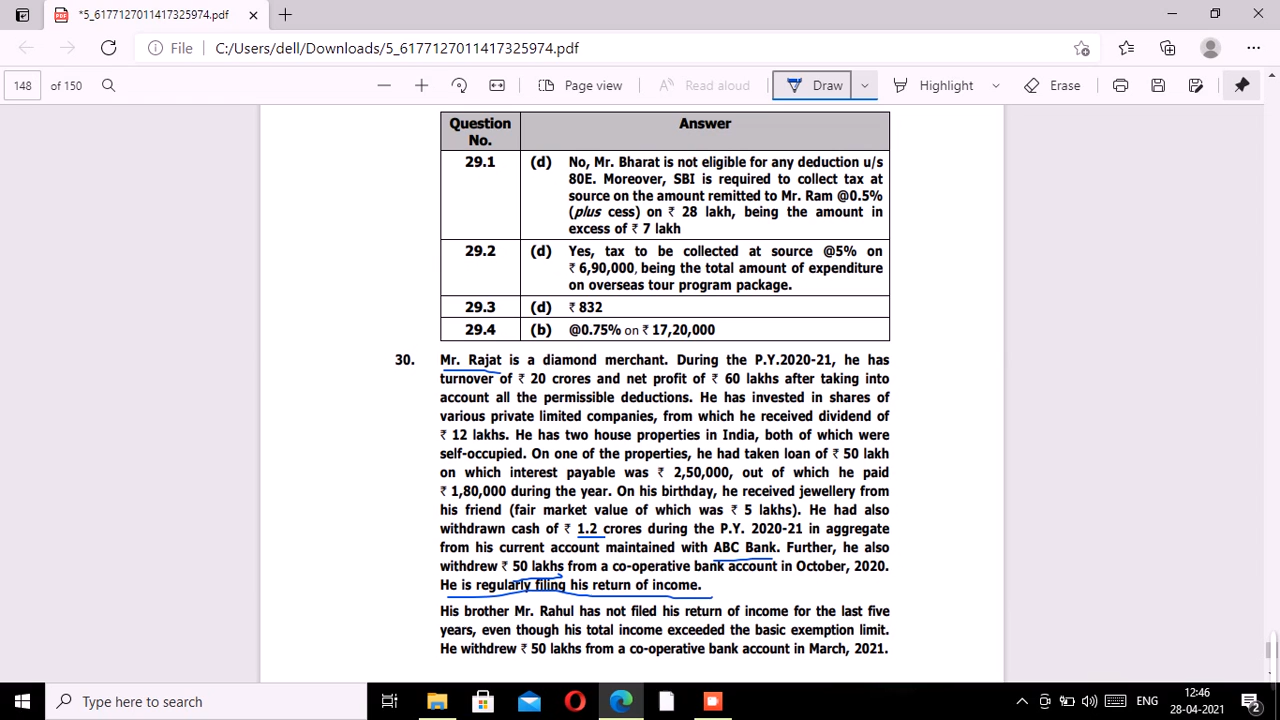 *5_6177127011417325974.pdf
File
C:/Users/dell/Downloads/5_6177127011417325974.pdf
148 of 150
Page view
Read aloud
Draw
Highlight
Erase
Question No.
Answer
29.1
(d) No, Mr. Bharat is not eligible for any deduction u/s
80E. Moreover, SBI is required to collect tax at
source on the amount remitted to Mr. Ram @0.5%
(plus cess) on ₹ 28 lakh, being the amount in
excess of ₹ 7 lakh
29.2
(d) Yes, tax to be collected at source @5% on
₹ 6,90,000, being the total amount of expenditure
on overseas tour program package.
29.3 (d) ₹ 832
29.4 (b) @0.75% on ₹ 17,20,000
30. Mr. Rajat is a diamond merchant. During the P.Y.2020-21, he has
turnover of ₹ 20 crores and net profit of ₹ 60 lakhs after taking into
account all the permissible deductions. He has invested in shares of
various private limited companies, from which he received dividend of
₹ 12 lakhs. He has two house properties in India, both of which were
self-occupied. On one of the properties, he had taken loan of ₹ 50 lakh
on which interest payable was ₹ 2,50,000, out of which he paid
₹ 1,80,000 during the year. On his birthday, he received jewellery from
his friend (fair market value of which was ₹ 5 lakhs). He had also
withdrawn cash of ₹ 1.2 crores during the P.Y. 2020-21 in aggregate
from his current account maintained with ABC Bank. Further, he also
withdrew ₹ 50 lakhs from a co-operative bank account in October, 2020.
He is regularly filing his return of income.
His brother Mr. Rahul has not filed his return of income for the last five
years, even though his total income exceeded the basic exemption limit.
He withdrew ₹ 50 lakhs from a co-operative bank account in March, 2021.
Type here to search
ENG
12:46
28-04-2021
2